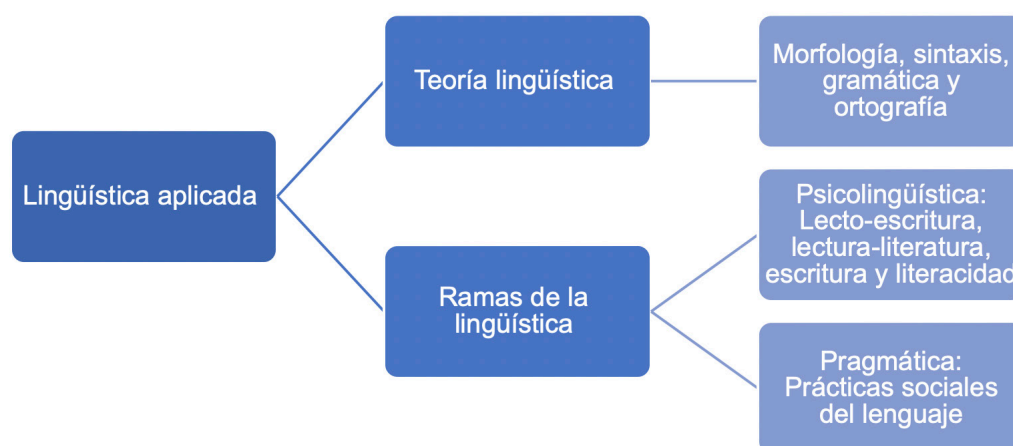 Lingüística aplicada
Teoría lingüística
Morfología, sintaxis,
gramática y
ortografía
Ramas de la
lingüística
Psicolingüística:
Lecto-escritura,
lectura-literatura,
escritura y literacidad
Pragmática:
Prácticas sociales
del lenguaje